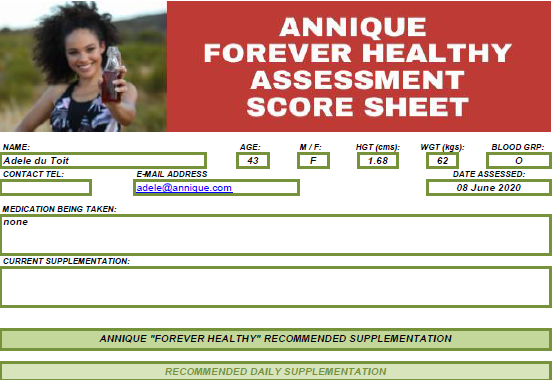 ANNIQUE
FOREVER HEALTHY
ASSESSMENT
SCORE SHEET
NAME: AGE: M / F: HGT (cms): WGT (kgs): BLOOD GRP:
Adele du Toit 43 F 1.68 62 O
CONTACT TEL: E-MAIL ADDRESS DATE ASSESSED:
adele@annique.com 08 June 2020
MEDICATION BEING TAKEN:
none
CURRENT SUPPLEMENTATION:
ANNIQUE "FOREVER HEALTHY" RECOMMENDED SUPPLEMENTATION
RECOMMENDED DAILY SUPPLEMENTATION